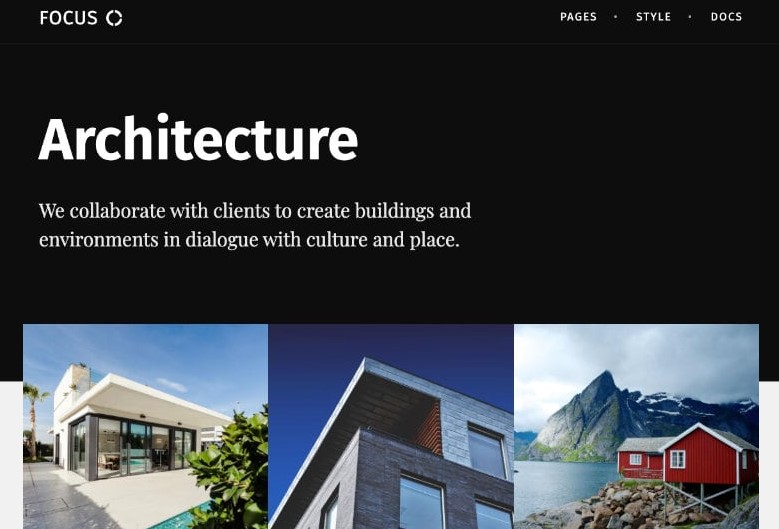 FOCUS
PAGES • STYLE • DOCS
Architecture
We collaborate with clients to create buildings and
environments in dialogue with culture and place.